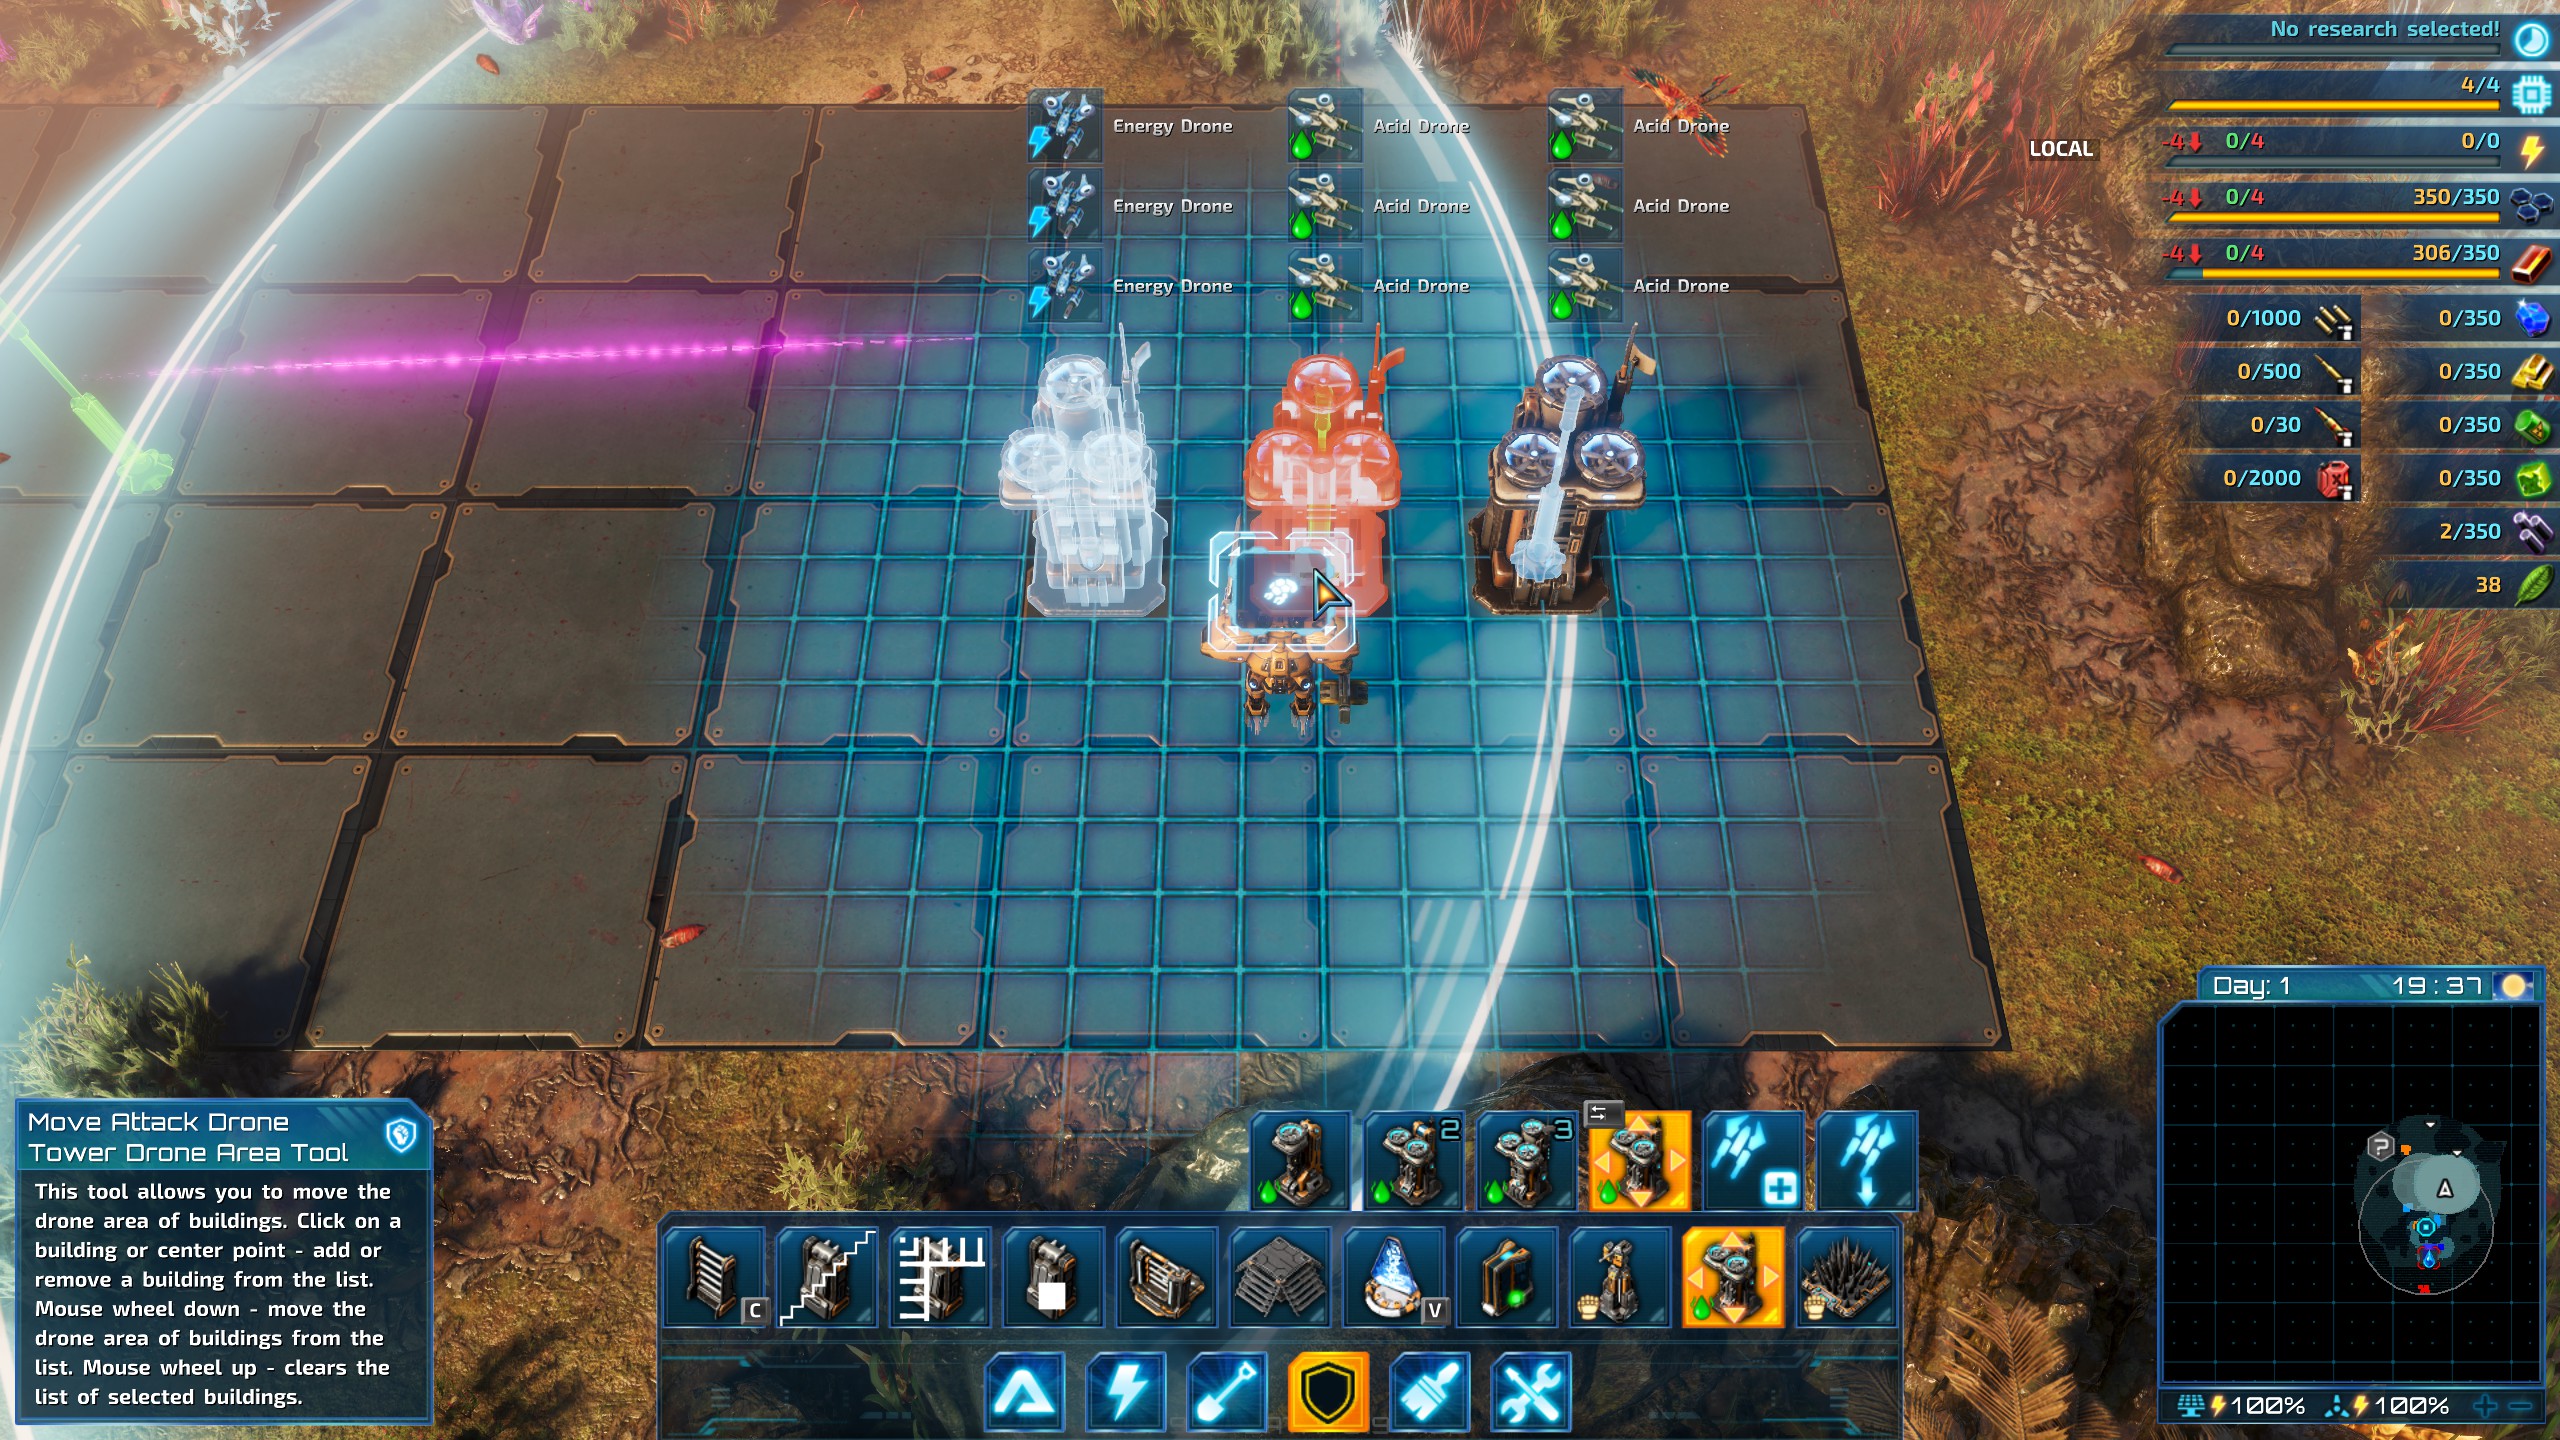 No research selected!
4/4
-4 0/4 0/0
LOCAL
-4 0/4 350/350
-4 0/4 306/350
0/1000 0/350
0/500 0/350
0/30 0/350
0/2000 0/350
2/350
38
Energy Drone Acid Drone Acid Drone
Energy Drone Acid Drone Acid Drone
Energy Drone Acid Drone Acid Drone
Day: 1 19:37
?
A
100% 100%
Move Attack Drone
Tower Drone Area Tool
This tool allows you to move the
drone area of buildings. Click on a
building or center point - add or
remove a building from the list.
Mouse wheel down - move the
drone area of buildings from the
list. Mouse wheel up - clears the
list of selected buildings.
2 3
C V